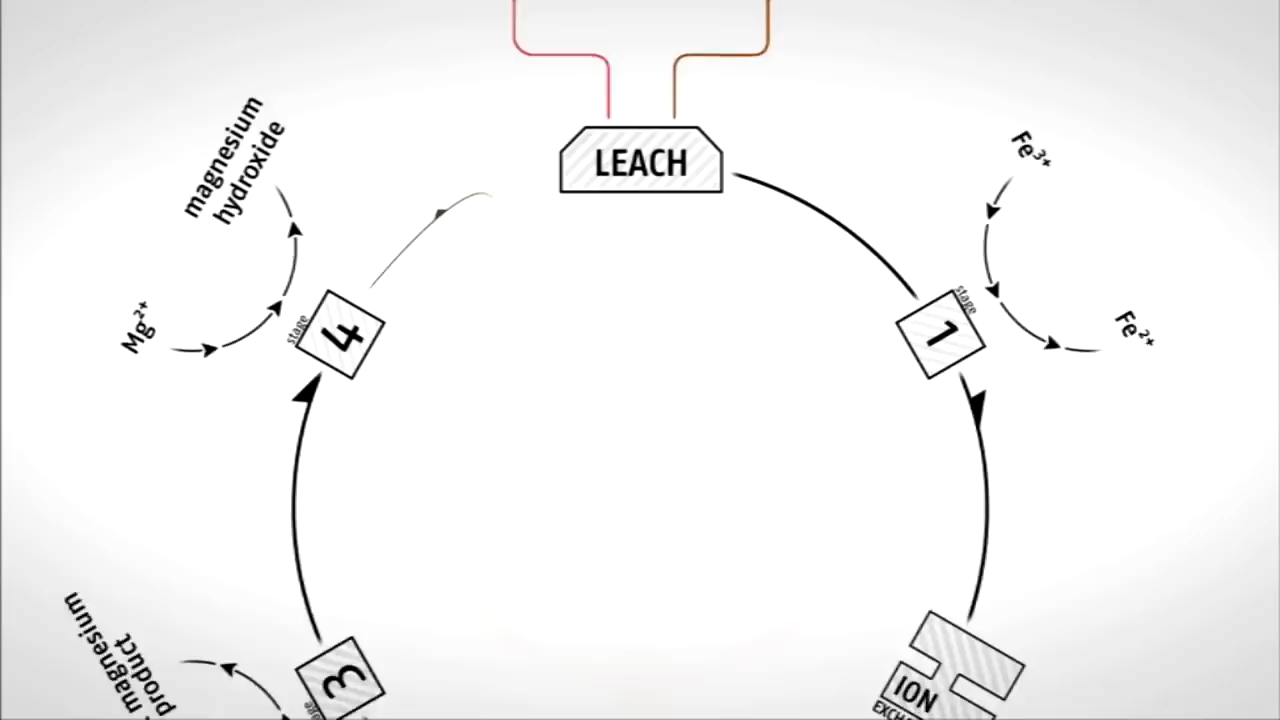 LEACH
magnesium
hydroxide
Fe³⁺
Mg²⁺
stage
4
stage
1
Fe²⁺
magnesium
product
3
ION